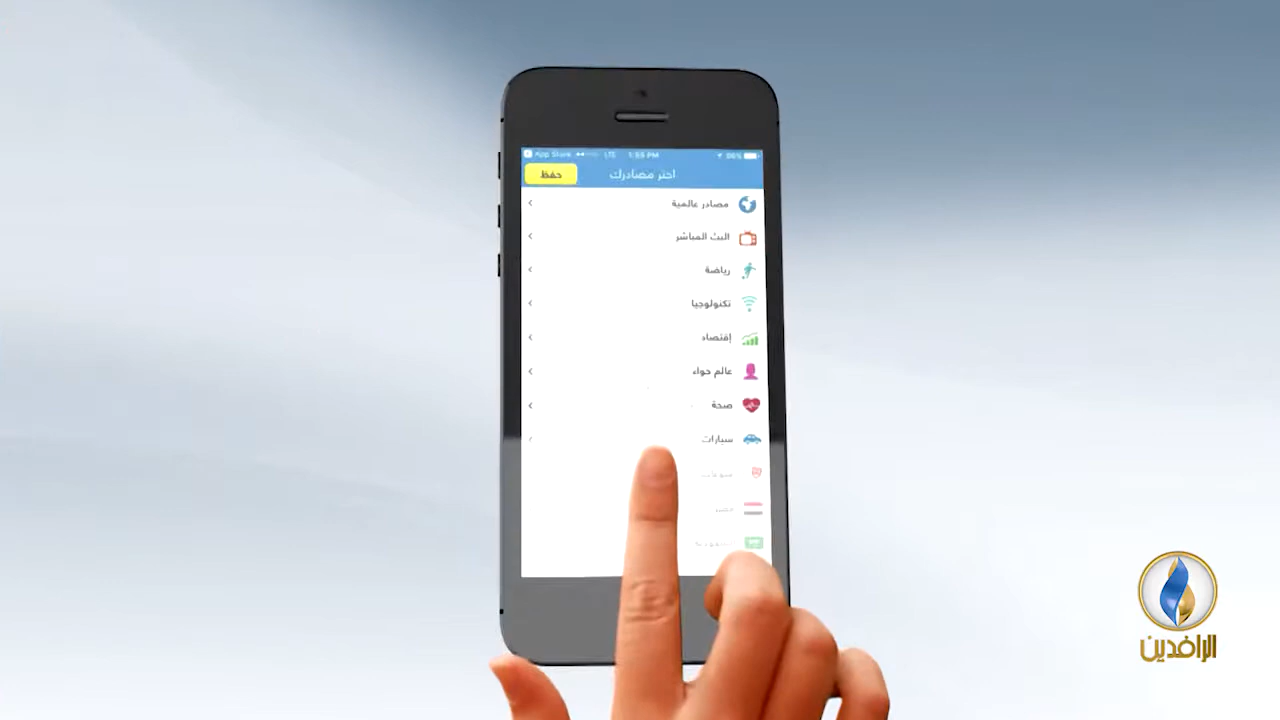 App Store LTE 1:55 PM 86%
اختر مصادرك
حفظ
مصادر عالمية
البث المباشر
رياضة
تكنولوجيا
إقتصاد
عالم حواء
صحة
سيارات
الرافدين